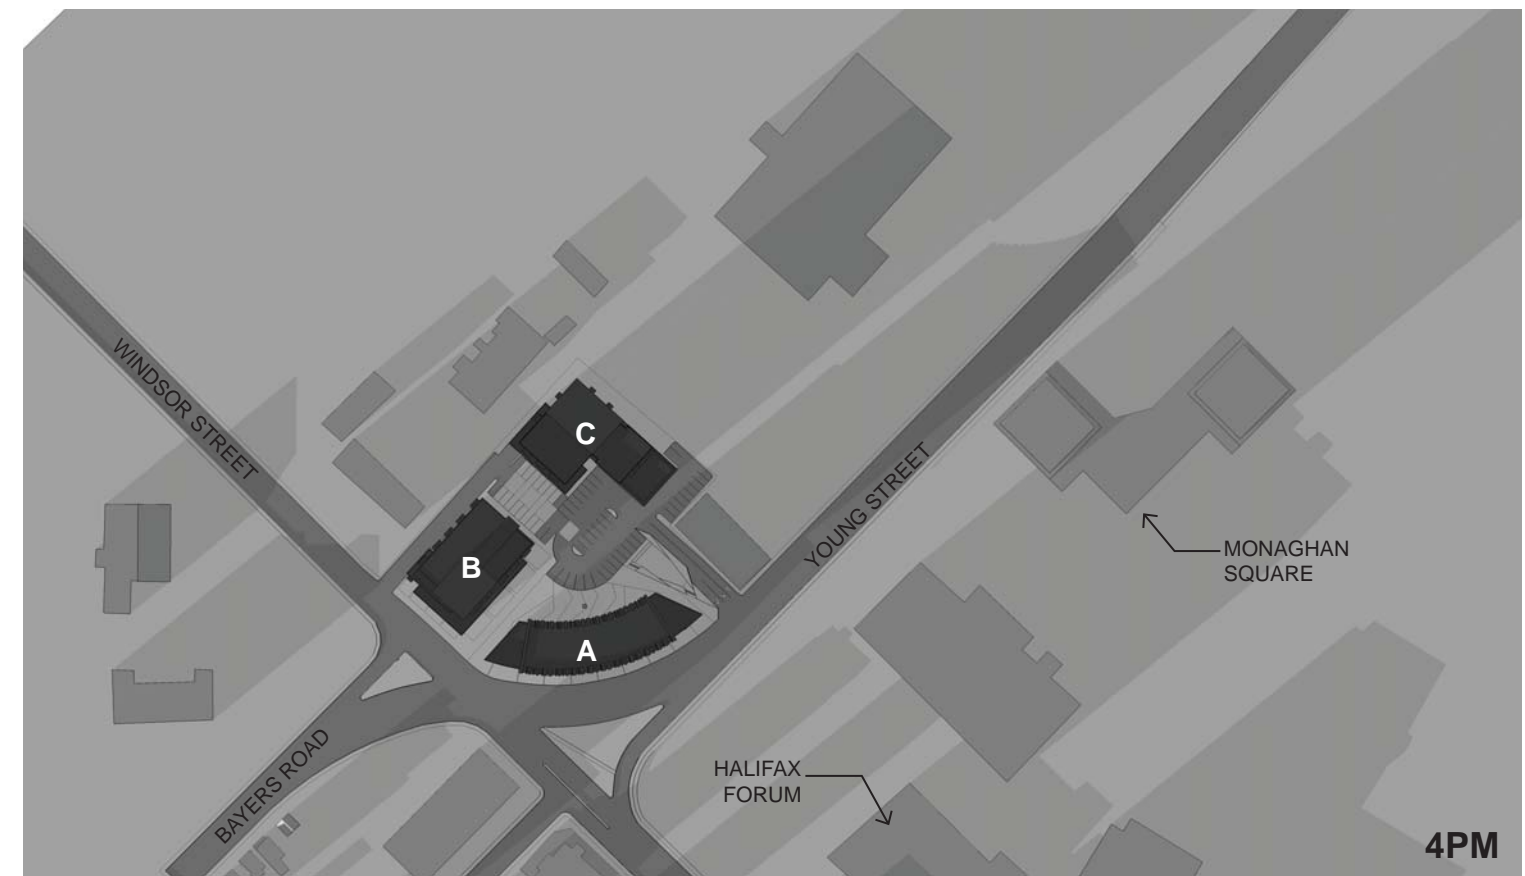 WINDSOR STREET
C
YOUNG STREET
B
MONAGHAN
SQUARE
A
BAYERS ROAD
HALIFAX
FORUM
4PM